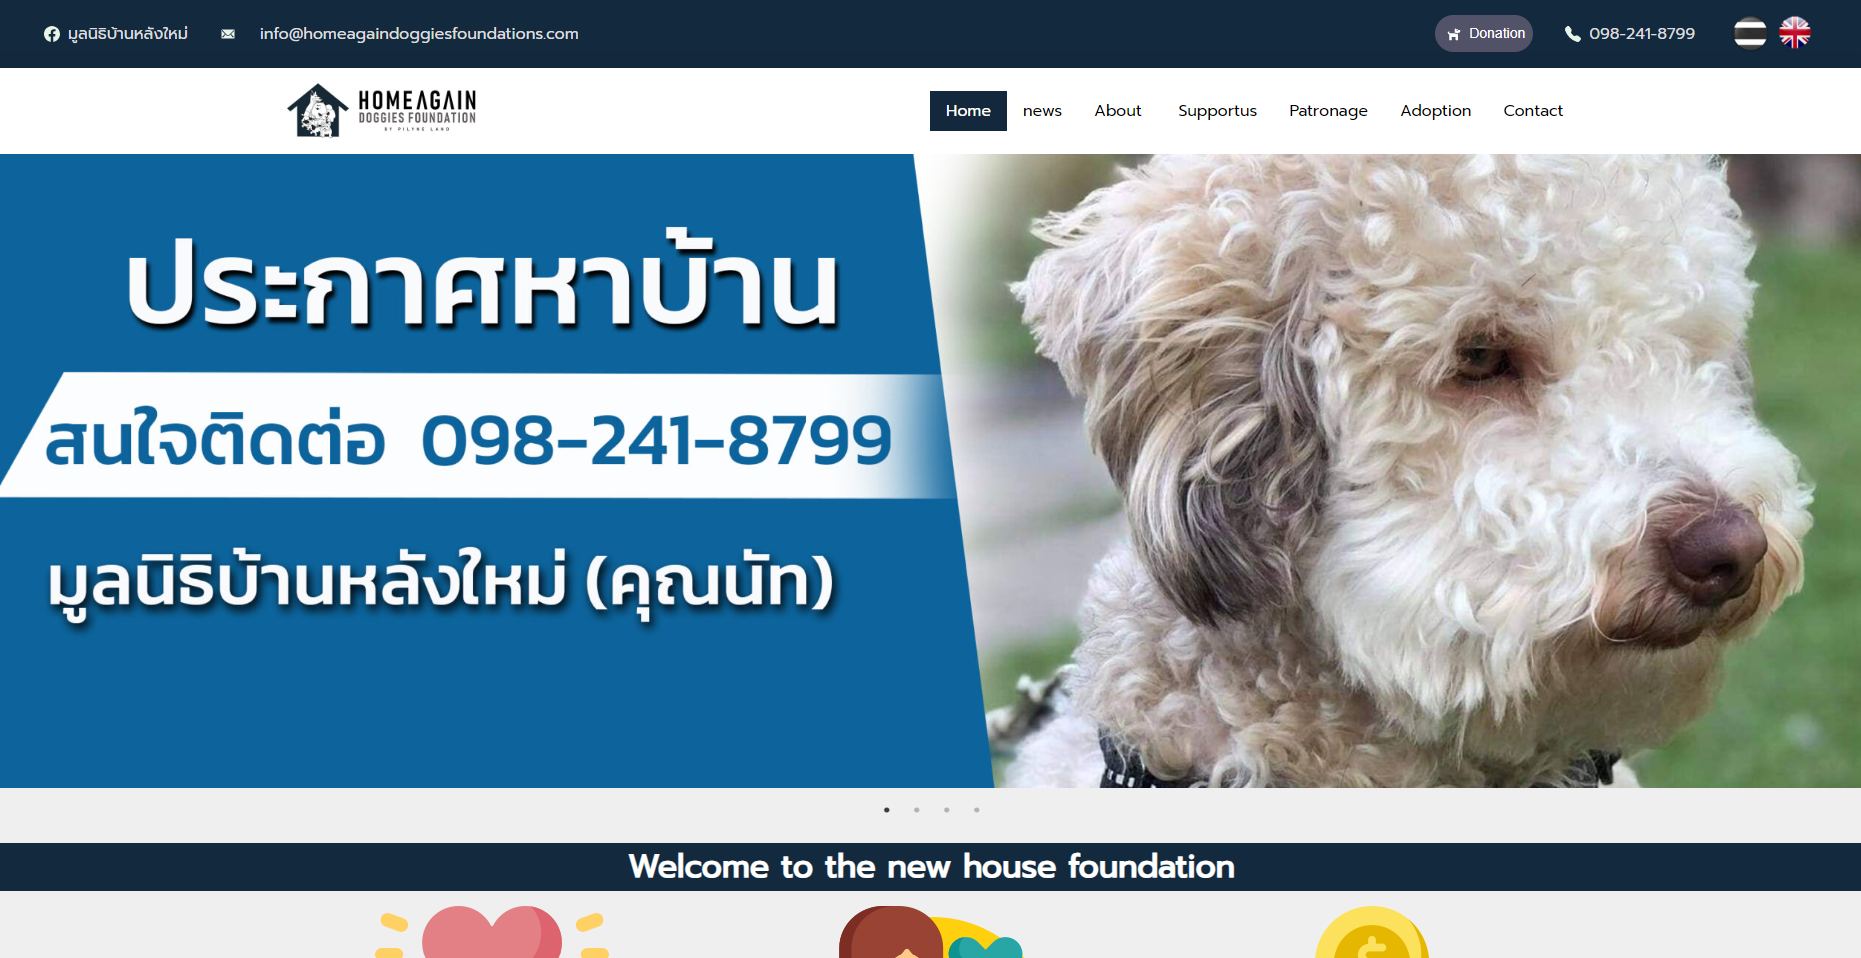 มูลนิธิบ้านหลังใหม่ info@homeagaindoggiesfoundations.com Donation 098-241-8799
HOMEAGAIN
DOGGIES FOUNDATION
BY PILYNE LAND
Home news About Supportus Patronage Adoption Contact
ประกาศหาบ้าน
สนใจติดต่อ 098-241-8799
มูลนิธิบ้านหลังใหม่ (คุณนัท)
Welcome to the new house foundation